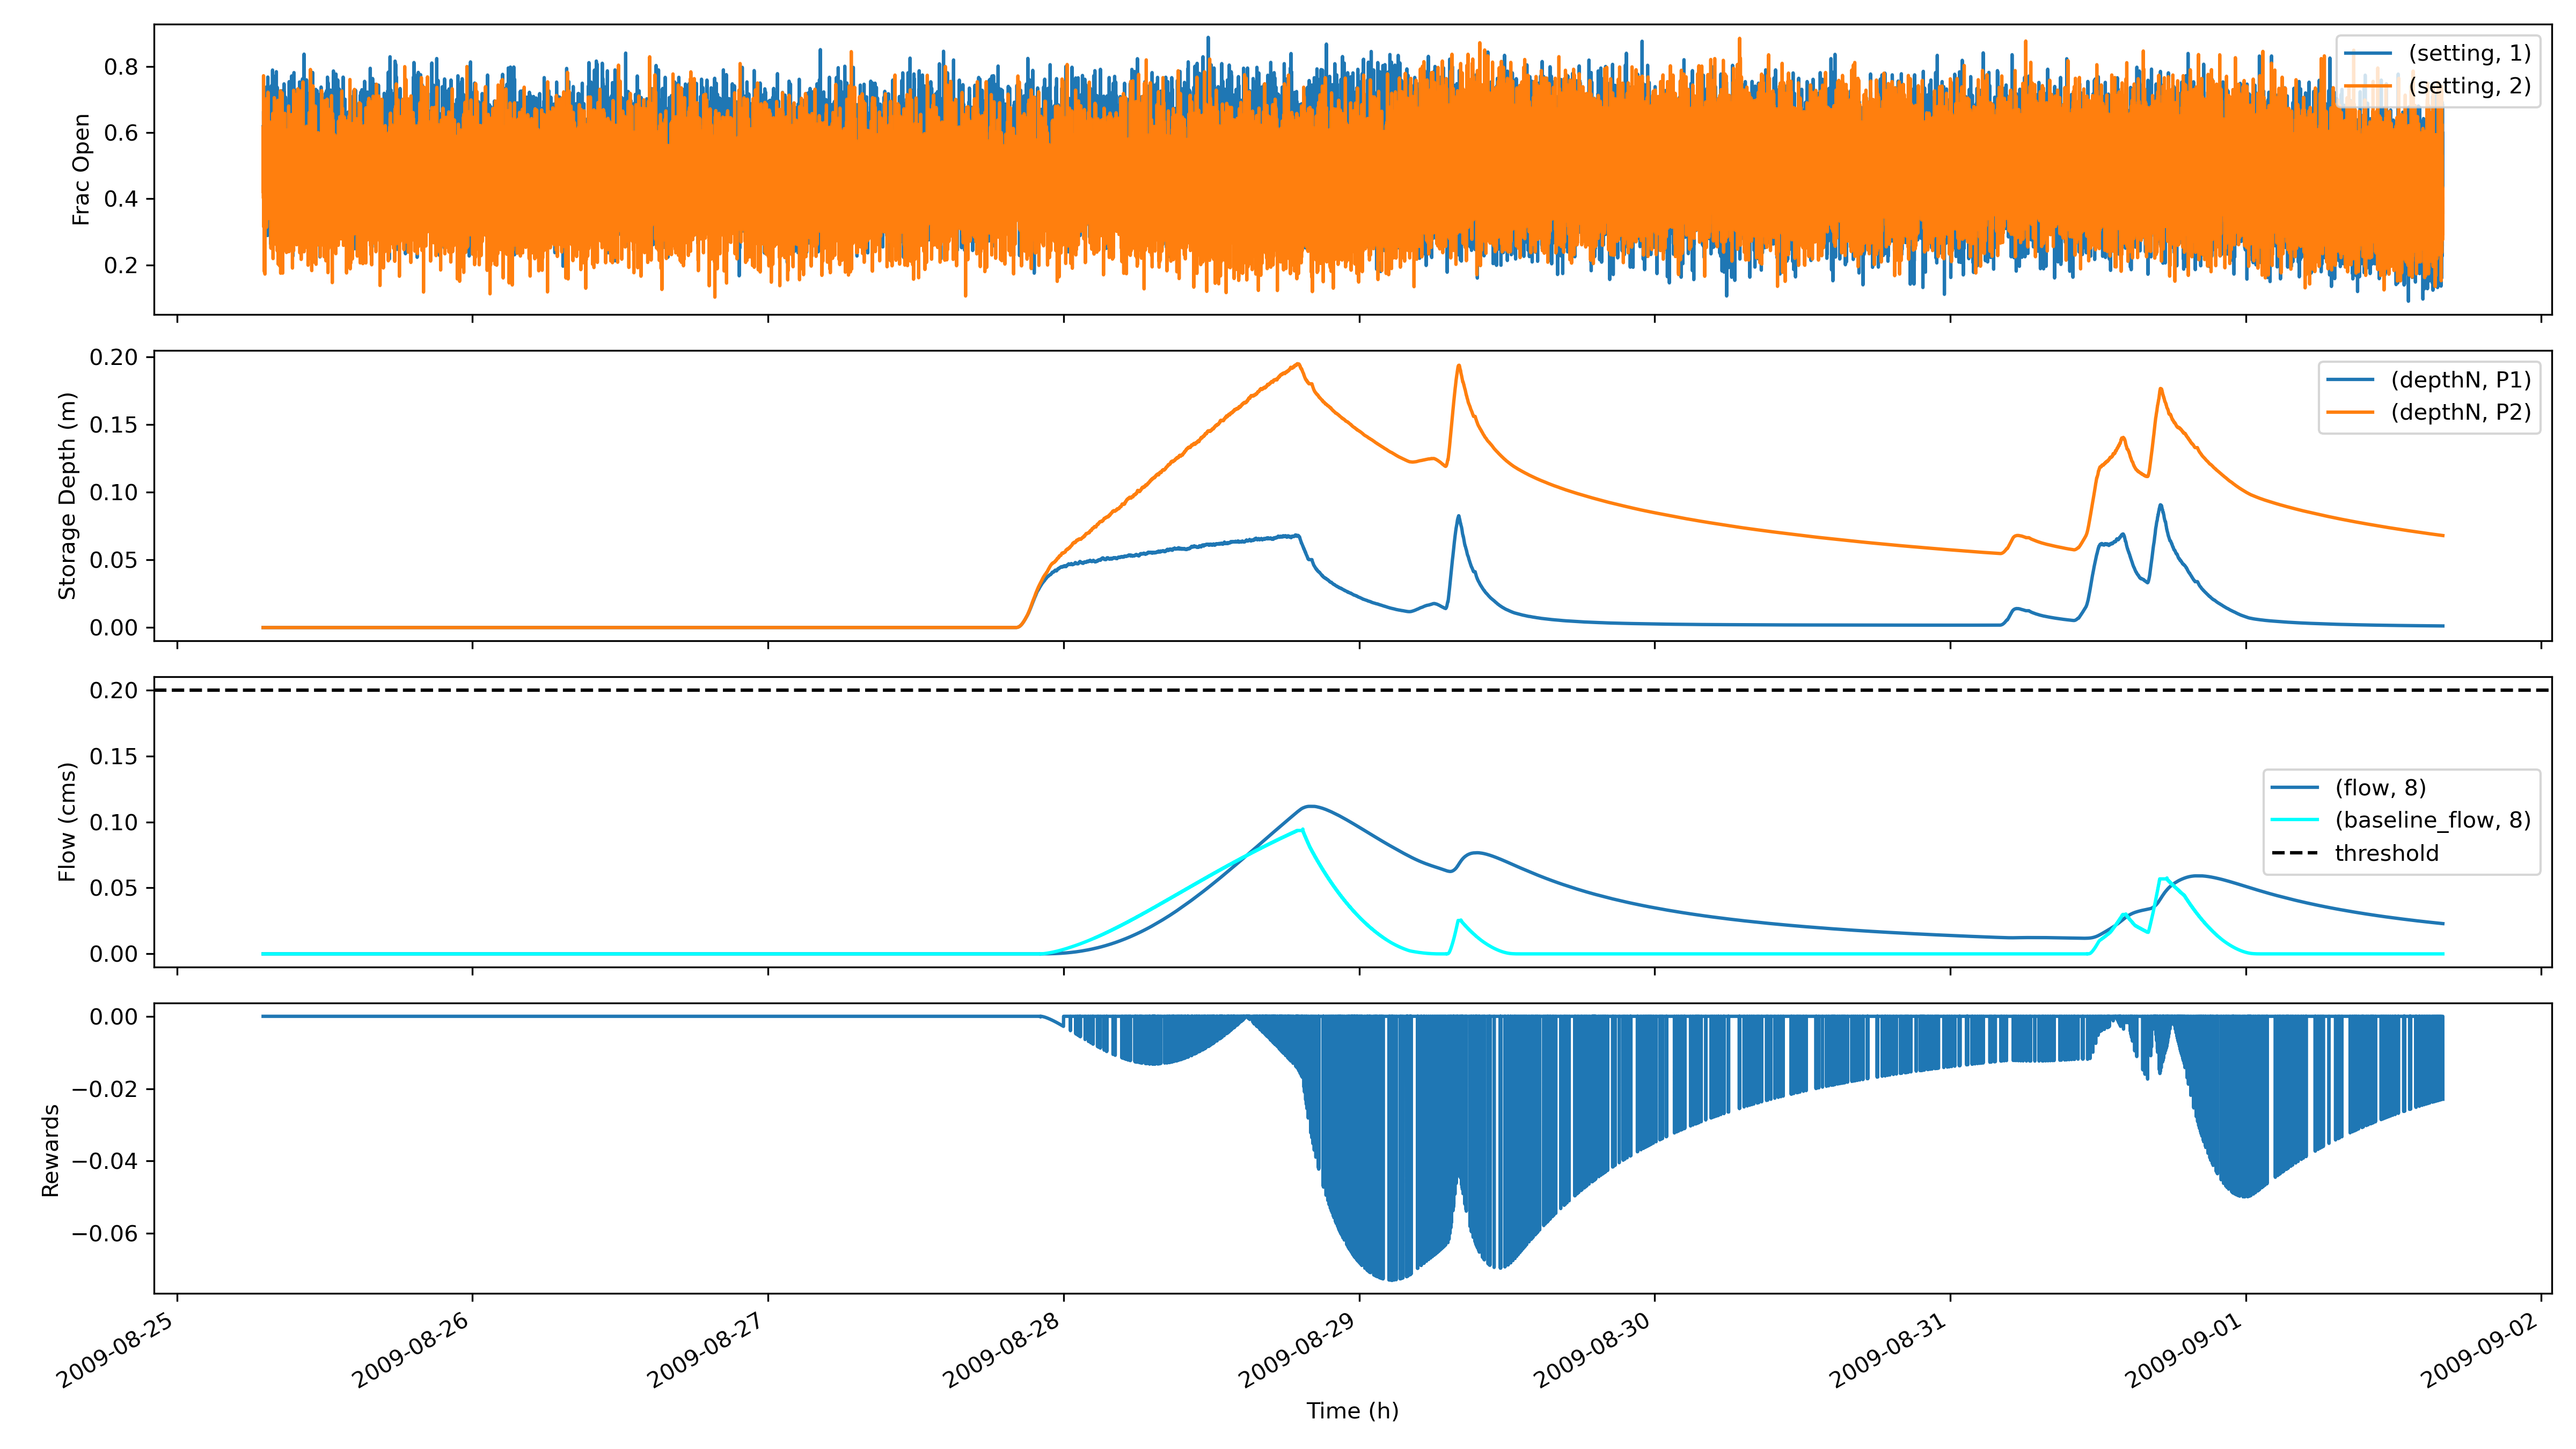 0.8
0.6
0.4
0.2
Frac Open
(setting, 1)
(setting, 2)
0.20
0.15
0.10
0.05
0.00
Storage Depth (m)
(depthN, P1)
(depthN, P2)
0.20
0.15
0.10
0.05
0.00
Flow (cms)
(flow, 8)
(baseline_flow, 8)
threshold
0.00
−0.02
−0.04
−0.06
Rewards
2009-08-25
2009-08-26
2009-08-27
2009-08-28
2009-08-29
2009-08-30
2009-08-31
2009-09-01
2009-09-02
Time (h)